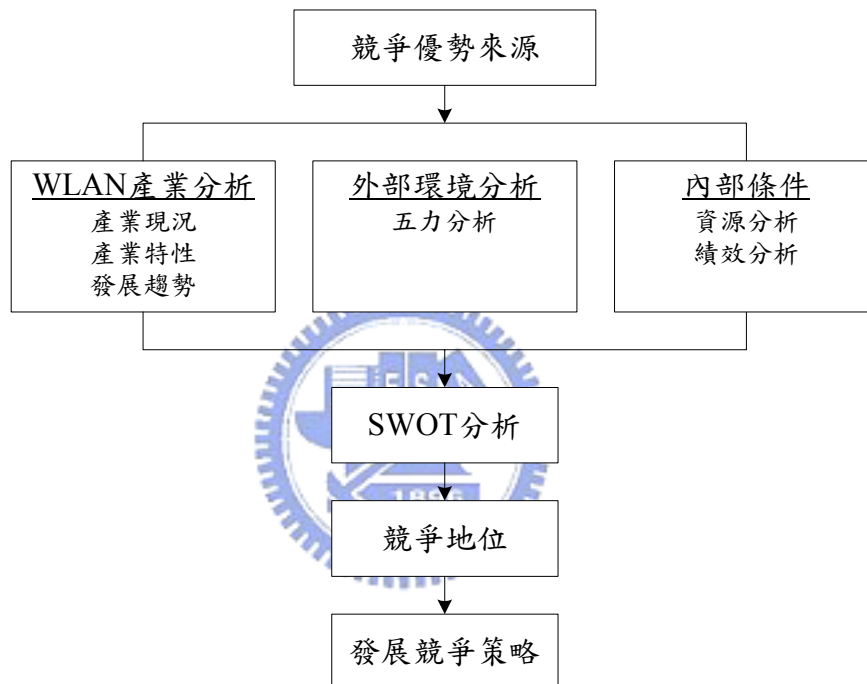 競爭優勢來源
WLAN產業分析
產業現況
產業特性
發展趨勢
外部環境分析
五力分析
內部條件
資源分析
績效分析
SWOT分析
1896
競爭地位
發展競爭策略